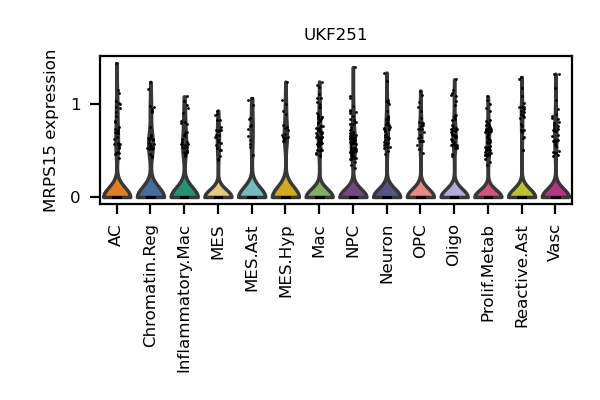 UKF251
MRPS15 expression
1
0
AC
Chromatin.Reg
Inflammatory.Mac
MES
MES.Ast
MES.Hyp
Mac
NPC
Neuron
OPC
Oligo
Prolif.Metab
Reactive.Ast
Vasc